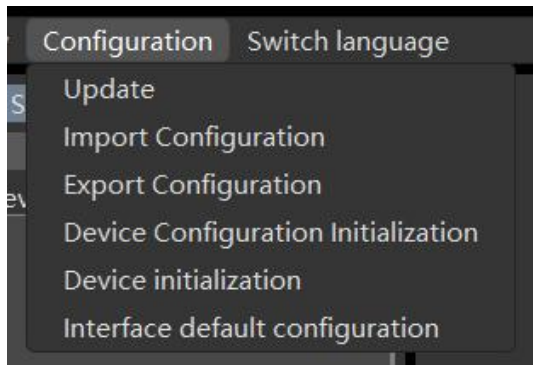 Configuration Switch language
Update
Import Configuration
Export Configuration
Device Configuration Initialization
Device initialization
Interface default configuration